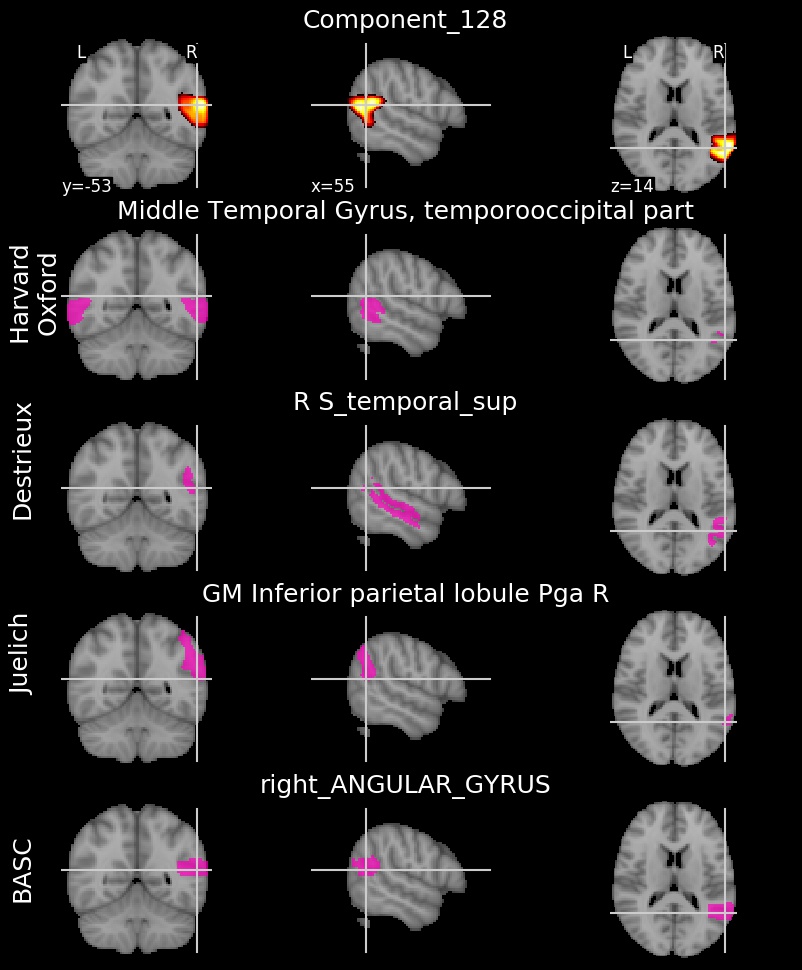 Component_128
L R L R
y=-53 x=55 z=14
Middle Temporal Gyrus, temporooccipital part
Harvard
Oxford
R S_temporal_sup
Destrieux
GM Inferior parietal lobule Pga R
Juelich
right_ANGULAR_GYRUS
BASC